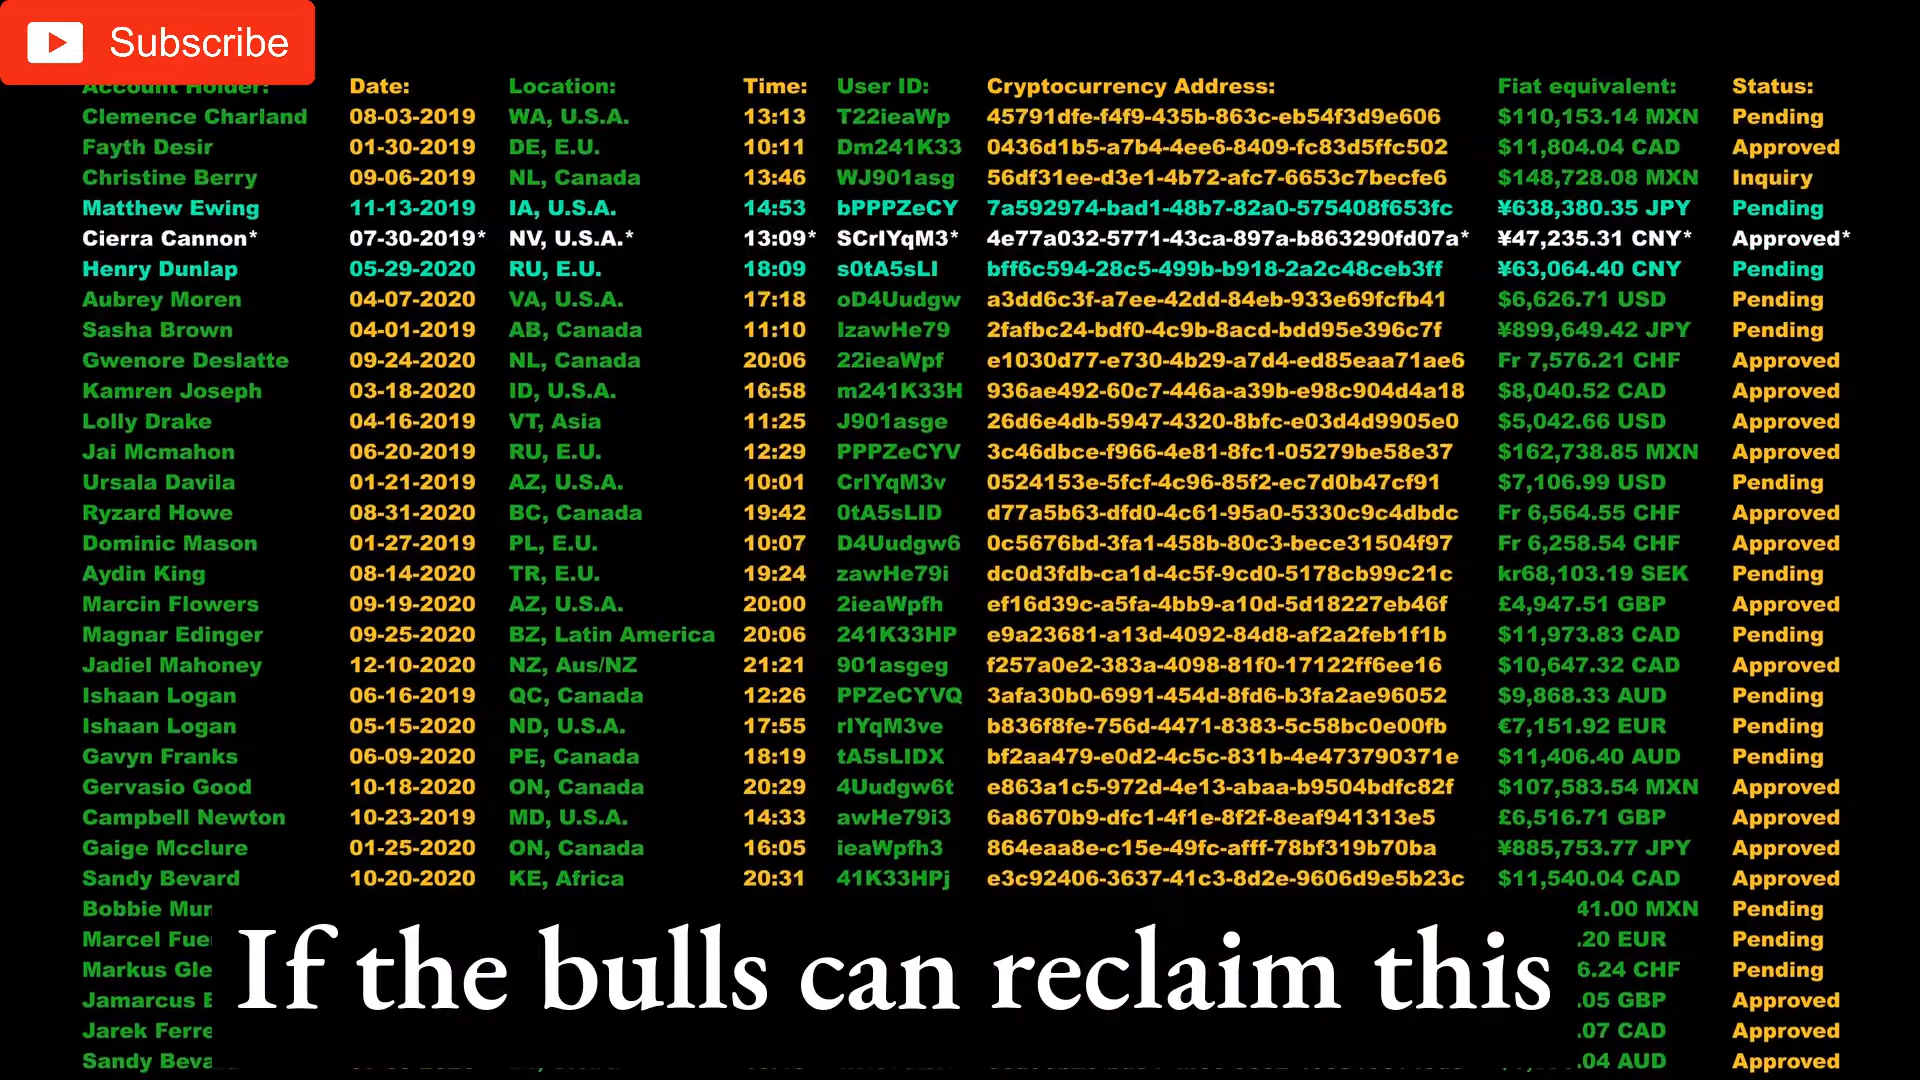 Subscribe
Account Holder: Date: Location: Time: User ID: Cryptocurrency Address: Fiat equivalent: Status:
Clemence Charland 08-03-2019 WA, U.S.A. 13:13 T22ieaWp 45791dfe-f4f9-435b-863c-eb54f3d9e606 $110,153.14 MXN Pending
Fayth Desir 01-30-2019 DE, E.U. 10:11 Dm241K33 0436d1b5-a7b4-4ee6-8409-fc83d5ffc502 $11,804.04 CAD Approved
Christine Berry 09-06-2019 NL, Canada 13:46 WJ901asg 56df31ee-d3e1-4b72-afc7-6653c7becfe6 $148,728.08 MXN Inquiry
Matthew Ewing 11-13-2019 IA, U.S.A. 14:53 bPPPZeCY 7a592974-bad1-48b7-82a0-575408f653fc ¥638,380.35 JPY Pending
Cierra Cannon* 07-30-2019* NV, U.S.A.* 13:09* SCrIYqM3* 4e77a032-5771-43ca-897a-b863290fd07a* ¥47,235.31 CNY* Approved*
Henry Dunlap 05-29-2020 RU, E.U. 18:09 s0tA5sLI bff6c594-28c5-499b-b918-2a2c48ceb3ff ¥63,064.40 CNY Pending
Aubrey Moren 04-07-2020 VA, U.S.A. 17:18 oD4Uudgw a3dd6c3f-a7ee-42dd-84eb-933e69fcfb41 $6,626.71 USD Pending
Sasha Brown 04-01-2019 AB, Canada 11:10 IzawHe79 2fafbc24-bdf0-4c9b-8acd-bdd95e396c7f ¥899,649.42 JPY Pending
Gwenore Deslatte 09-24-2020 NL, Canada 20:06 22ieaWpf e1030d77-e730-4b29-a7d4-ed85eaa71ae6 Fr 7,576.21 CHF Approved
Kamren Joseph 03-18-2020 ID, U.S.A. 16:58 m241K33H 936ae492-60c7-446a-a39b-e98c904d4a18 $8,040.52 CAD Approved
Lolly Drake 04-16-2019 VT, Asia 11:25 J901asge 26d6e4db-5947-4320-8bfc-e03d4d9905e0 $5,042.66 USD Approved
Jai Mcmahon 06-20-2019 RU, E.U. 12:29 PPPZeCYV 3c46dbce-f966-4e81-8fc1-05279be58e37 $162,738.85 MXN Approved
Ursala Davila 01-21-2019 AZ, U.S.A. 10:01 CrIYqM3v 0524153e-5fcf-4c96-85f2-ec7d0b47cf91 $7,106.99 USD Pending
Ryzard Howe 08-31-2020 BC, Canada 19:42 0tA5sLID d77a5b63-dfd0-4c61-95a0-5330c9c4dbdc Fr 6,564.55 CHF Approved
Dominic Mason 01-27-2019 PL, E.U. 10:07 D4Uudgw6 0c5676bd-3fa1-458b-80c3-bece31504f97 Fr 6,258.54 CHF Approved
Aydin King 08-14-2020 TR, E.U. 19:24 zawHe79i dc0d3fdb-ca1d-4c5f-9cd0-5178cb99c21c kr68,103.19 SEK Pending
Marcin Flowers 09-19-2020 AZ, U.S.A. 20:00 2ieaWpfh ef16d39c-a5fa-4bb9-a10d-5d18227eb46f £4,947.51 GBP Approved
Magnar Edinger 09-25-2020 BZ, Latin America 20:06 241K33HP e9a23681-a13d-4092-84d8-af2a2feb1f1b $11,973.83 CAD Pending
Jadiel Mahoney 12-10-2020 NZ, Aus/NZ 21:21 901asgeg f257a0e2-383a-4098-81f0-17122ff6ee16 $10,647.32 CAD Approved
Ishaan Logan 06-16-2019 QC, Canada 12:26 PPZeCYVQ 3afa30b0-6991-454d-8fd6-b3fa2ae96052 $9,868.33 AUD Pending
Ishaan Logan 05-15-2020 ND, U.S.A. 17:55 rIYqM3ve b836f8fe-756d-4471-8383-5c58bc0e00fb €7,151.92 EUR Pending
Gavyn Franks 06-09-2020 PE, Canada 18:19 tA5sLIDX bf2aa479-e0d2-4c5c-831b-4e473790371e $11,406.40 AUD Pending
Gervasio Good 10-18-2020 ON, Canada 20:29 4Uudgw6t e863a1c5-972d-4e13-abaa-b9504bdfc82f $107,583.54 MXN Approved
Campbell Newton 10-23-2019 MD, U.S.A. 14:33 awHe79i3 6a8670b9-dfc1-4f1e-8f2f-8eaf941313e5 £6,516.71 GBP Approved
Gaige Mcclure 01-25-2020 ON, Canada 16:05 ieaWpfh3 864eaa8e-c15e-49fc-afff-78bf319b70ba ¥885,753.77 JPY Approved
Sandy Bevard 10-20-2020 KE, Africa 20:31 41K33HPj e3c92406-3637-41c3-8d2e-9606d9e5b23c $11,540.04 CAD Approved
Bobbie 41.00 MXN Pending
Marcel .20 EUR Pending
Markus 6.24 CHF Pending
Jamarcus .05 GBP Approved
Jarek .07 CAD Approved
Sandy .04 AUD Approved
If the bulls can reclaim this